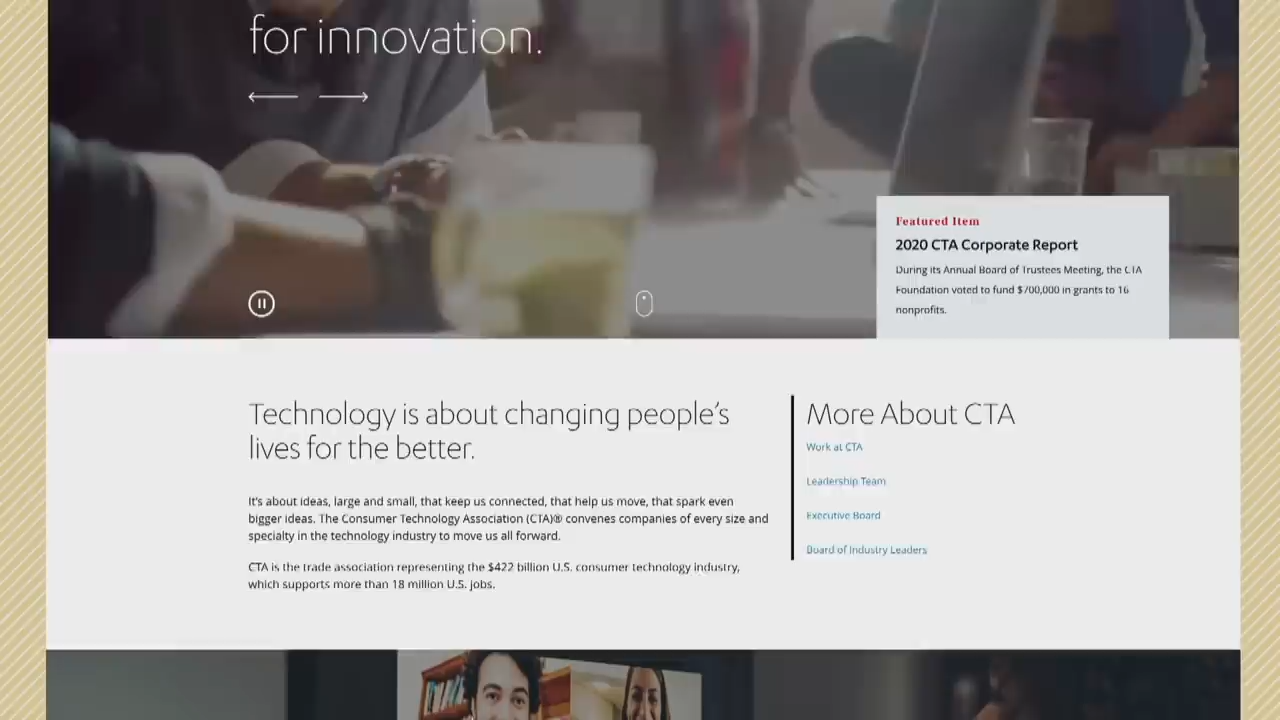 for innovation.
Featured Item
2020 CTA Corporate Report
During its Annual Board of Trustees Meeting, the CTA
Foundation voted to fund $700,000 in grants to 16
nonprofits.
Technology is about changing people's
lives for the better.
It's about ideas, large and small, that keep us connected, that help us move, that spark even
bigger ideas. The Consumer Technology Association (CTA)® convenes companies of every size and
specialty in the technology industry to move us all forward.
CTA is the trade association representing the $422 billion U.S. consumer technology industry,
which supports more than 18 million U.S. jobs.
More About CTA
Work at CTA
Leadership Team
Executive Board
Board of Industry Leaders